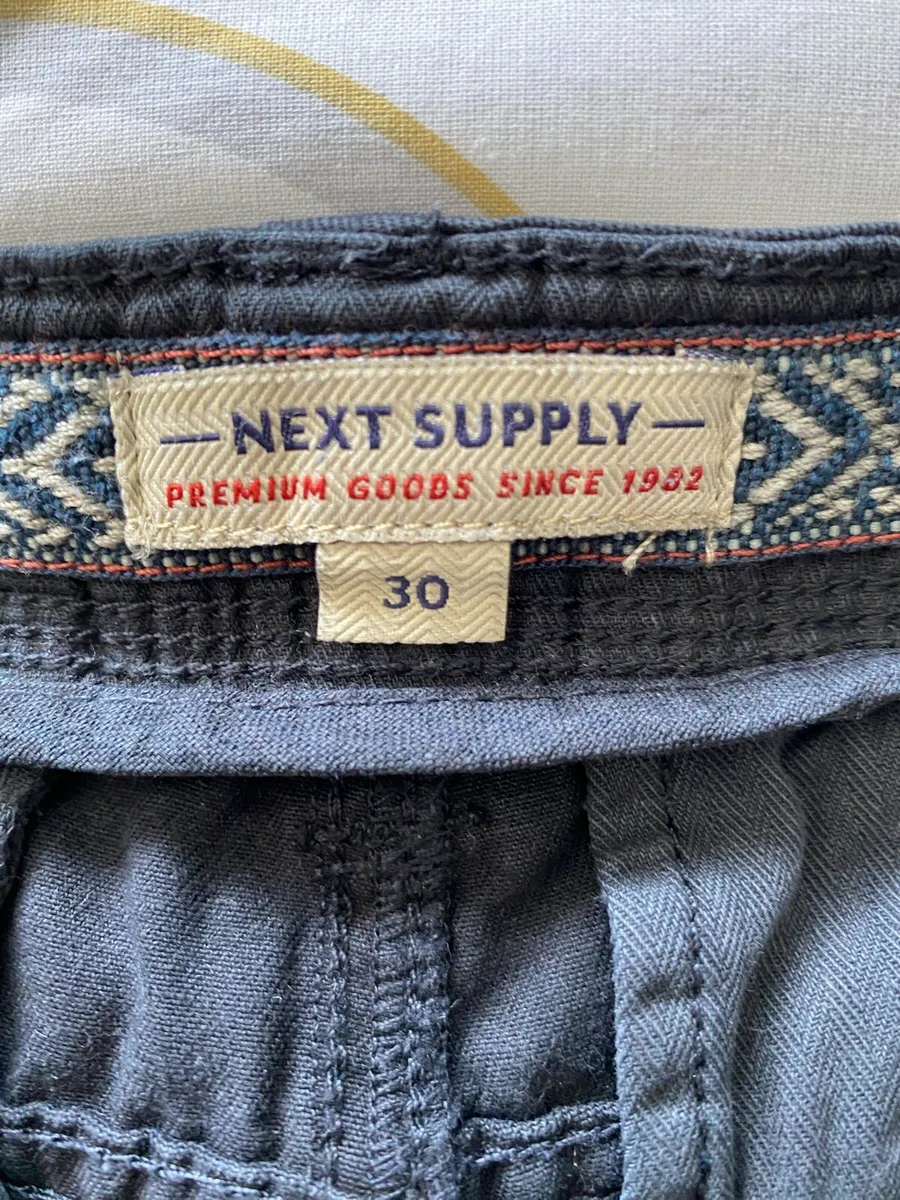 — NEXT SUPPLY —
PREMIUM GOODS SINCE 1982
30